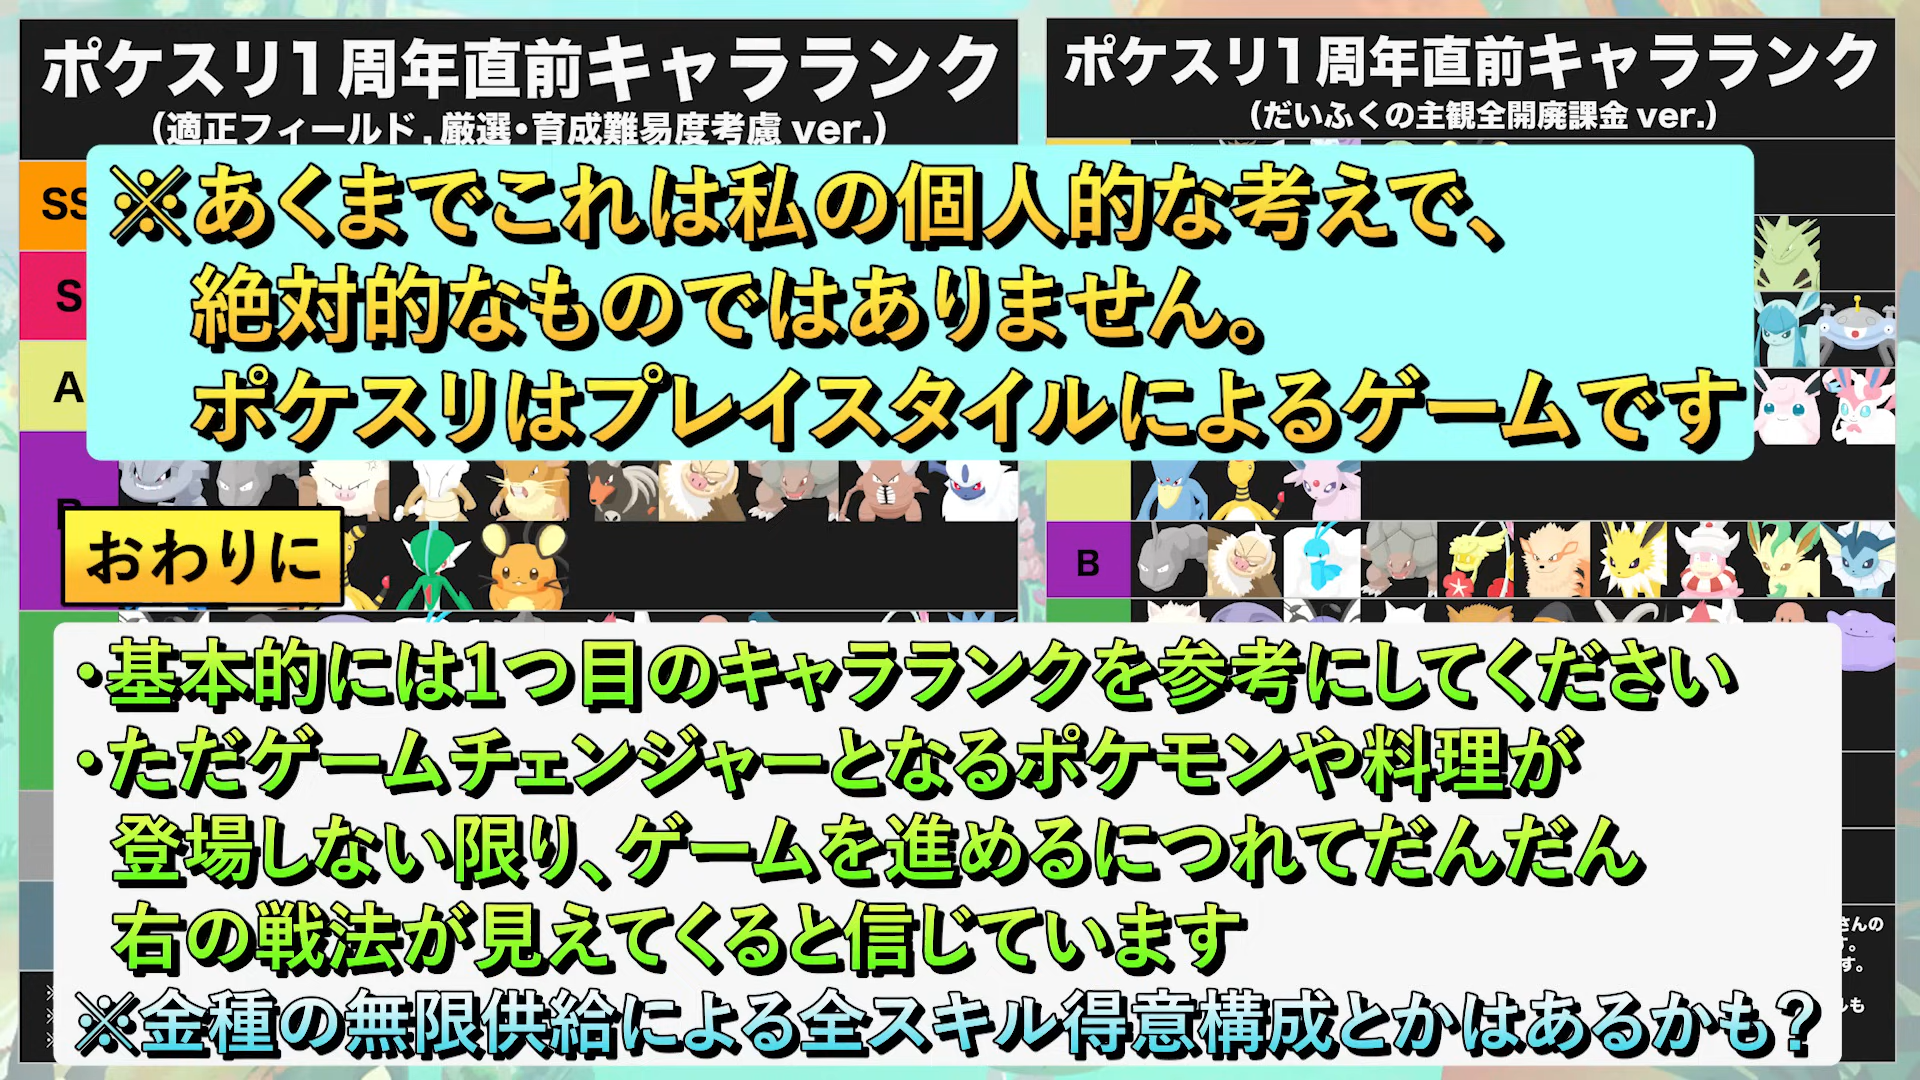 ポケスリ1周年直前キャラランク
（適正フィールド,厳選・育成難易度考慮 ver.）
ポケスリ1周年直前キャラランク
（だいふくの主観全開廃課金 ver.）
SS
S
A
※あくまでこれは私の個人的な考えで、
絶対的なものではありません。
ポケスリはプレイスタイルによるゲームです
おわりに
B
・基本的には1つ目のキャラランクを参考にしてください
・ただゲームチェンジャーとなるポケモンや料理が
登場しない限り、ゲームを進めるにつれてだんだん
右の戦法が見えてくると信じています
※金種の無限供給による全スキル得意構成とかはあるかも？
さんの
す。